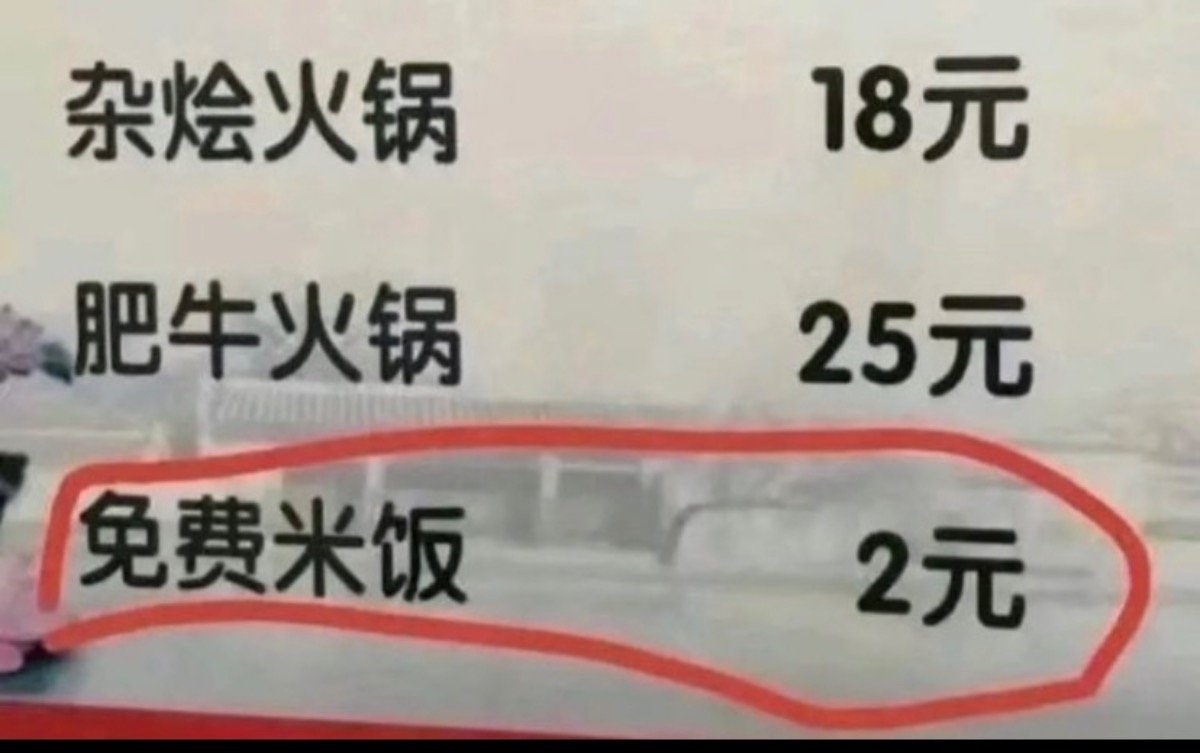 杂烩火锅 18元
肥牛火锅 25元
免费米饭 2元